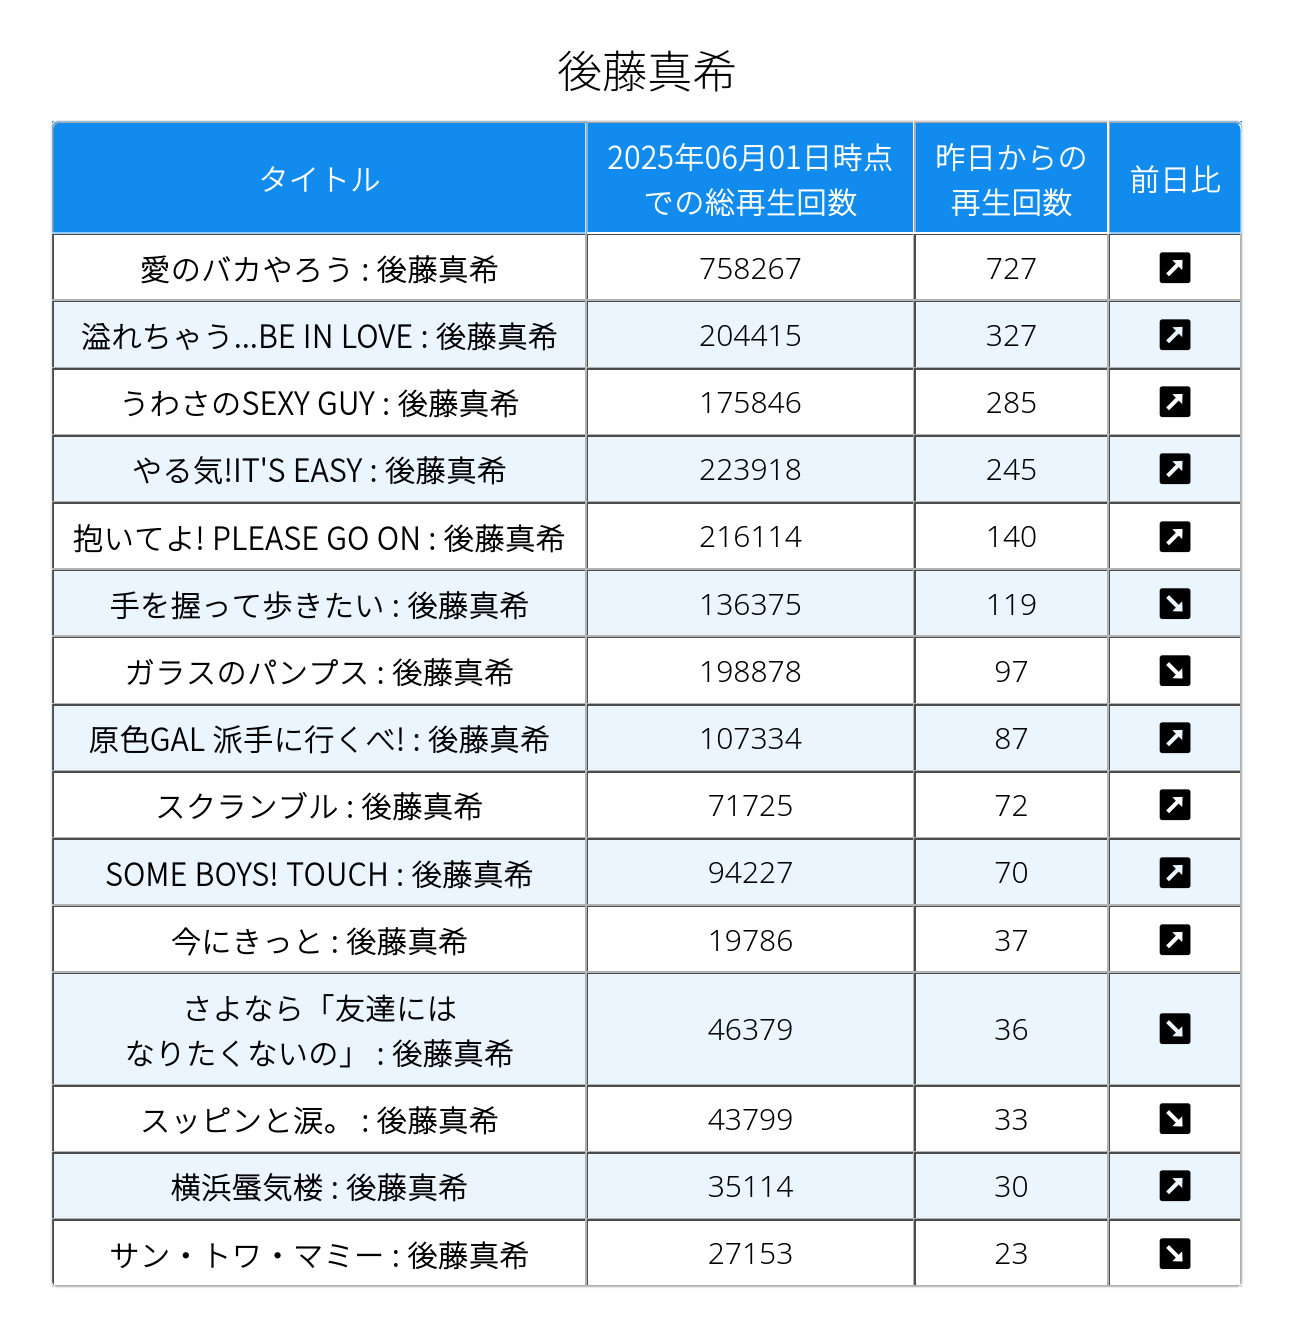 後藤真希
タイトル
2025年06月01日時点
での総再生回数
昨日からの
再生回数
前日比
愛のバカやろう : 後藤真希 758267 727
溢れちゃう...BE IN LOVE : 後藤真希 204415 327
うわさのSEXY GUY : 後藤真希 175846 285
やる気!IT'S EASY : 後藤真希 223918 245
抱いてよ! PLEASE GO ON : 後藤真希 216114 140
手を握って歩きたい : 後藤真希 136375 119
ガラスのパンプス : 後藤真希 198878 97
原色GAL 派手に行くべ! : 後藤真希 107334 87
スクランブル : 後藤真希 71725 72
SOME BOYS! TOUCH : 後藤真希 94227 70
今にきっと : 後藤真希 19786 37
さよなら「友達には
なりたくないの」 : 後藤真希 46379 36
スッピンと涙。 : 後藤真希 43799 33
横浜蜃気楼 : 後藤真希 35114 30
サン・トワ・マミー : 後藤真希 27153 23